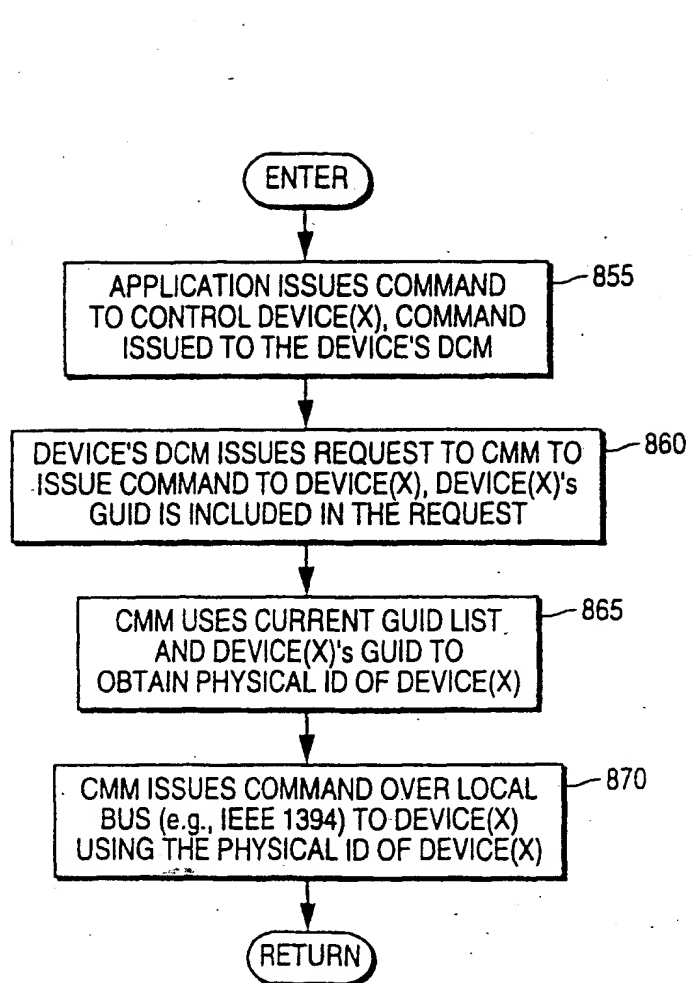 ENTER
APPLICATION ISSUES COMMAND
TO CONTROL DEVICE(X), COMMAND
ISSUED TO THE DEVICE'S DCM
855
DEVICE'S DCM ISSUES REQUEST TO CMM TO
ISSUE COMMAND TO DEVICE(X), DEVICE(X)'s
GUID IS INCLUDED IN THE REQUEST
860
CMM USES CURRENT GUID LIST
AND DEVICE(X)'s GUID TO
OBTAIN PHYSICAL ID OF DEVICE(X)
865
CMM ISSUES COMMAND OVER LOCAL
BUS (e.g., IEEE 1394) TO DEVICE(X)
USING THE PHYSICAL ID OF DEVICE(X)
870
RETURN